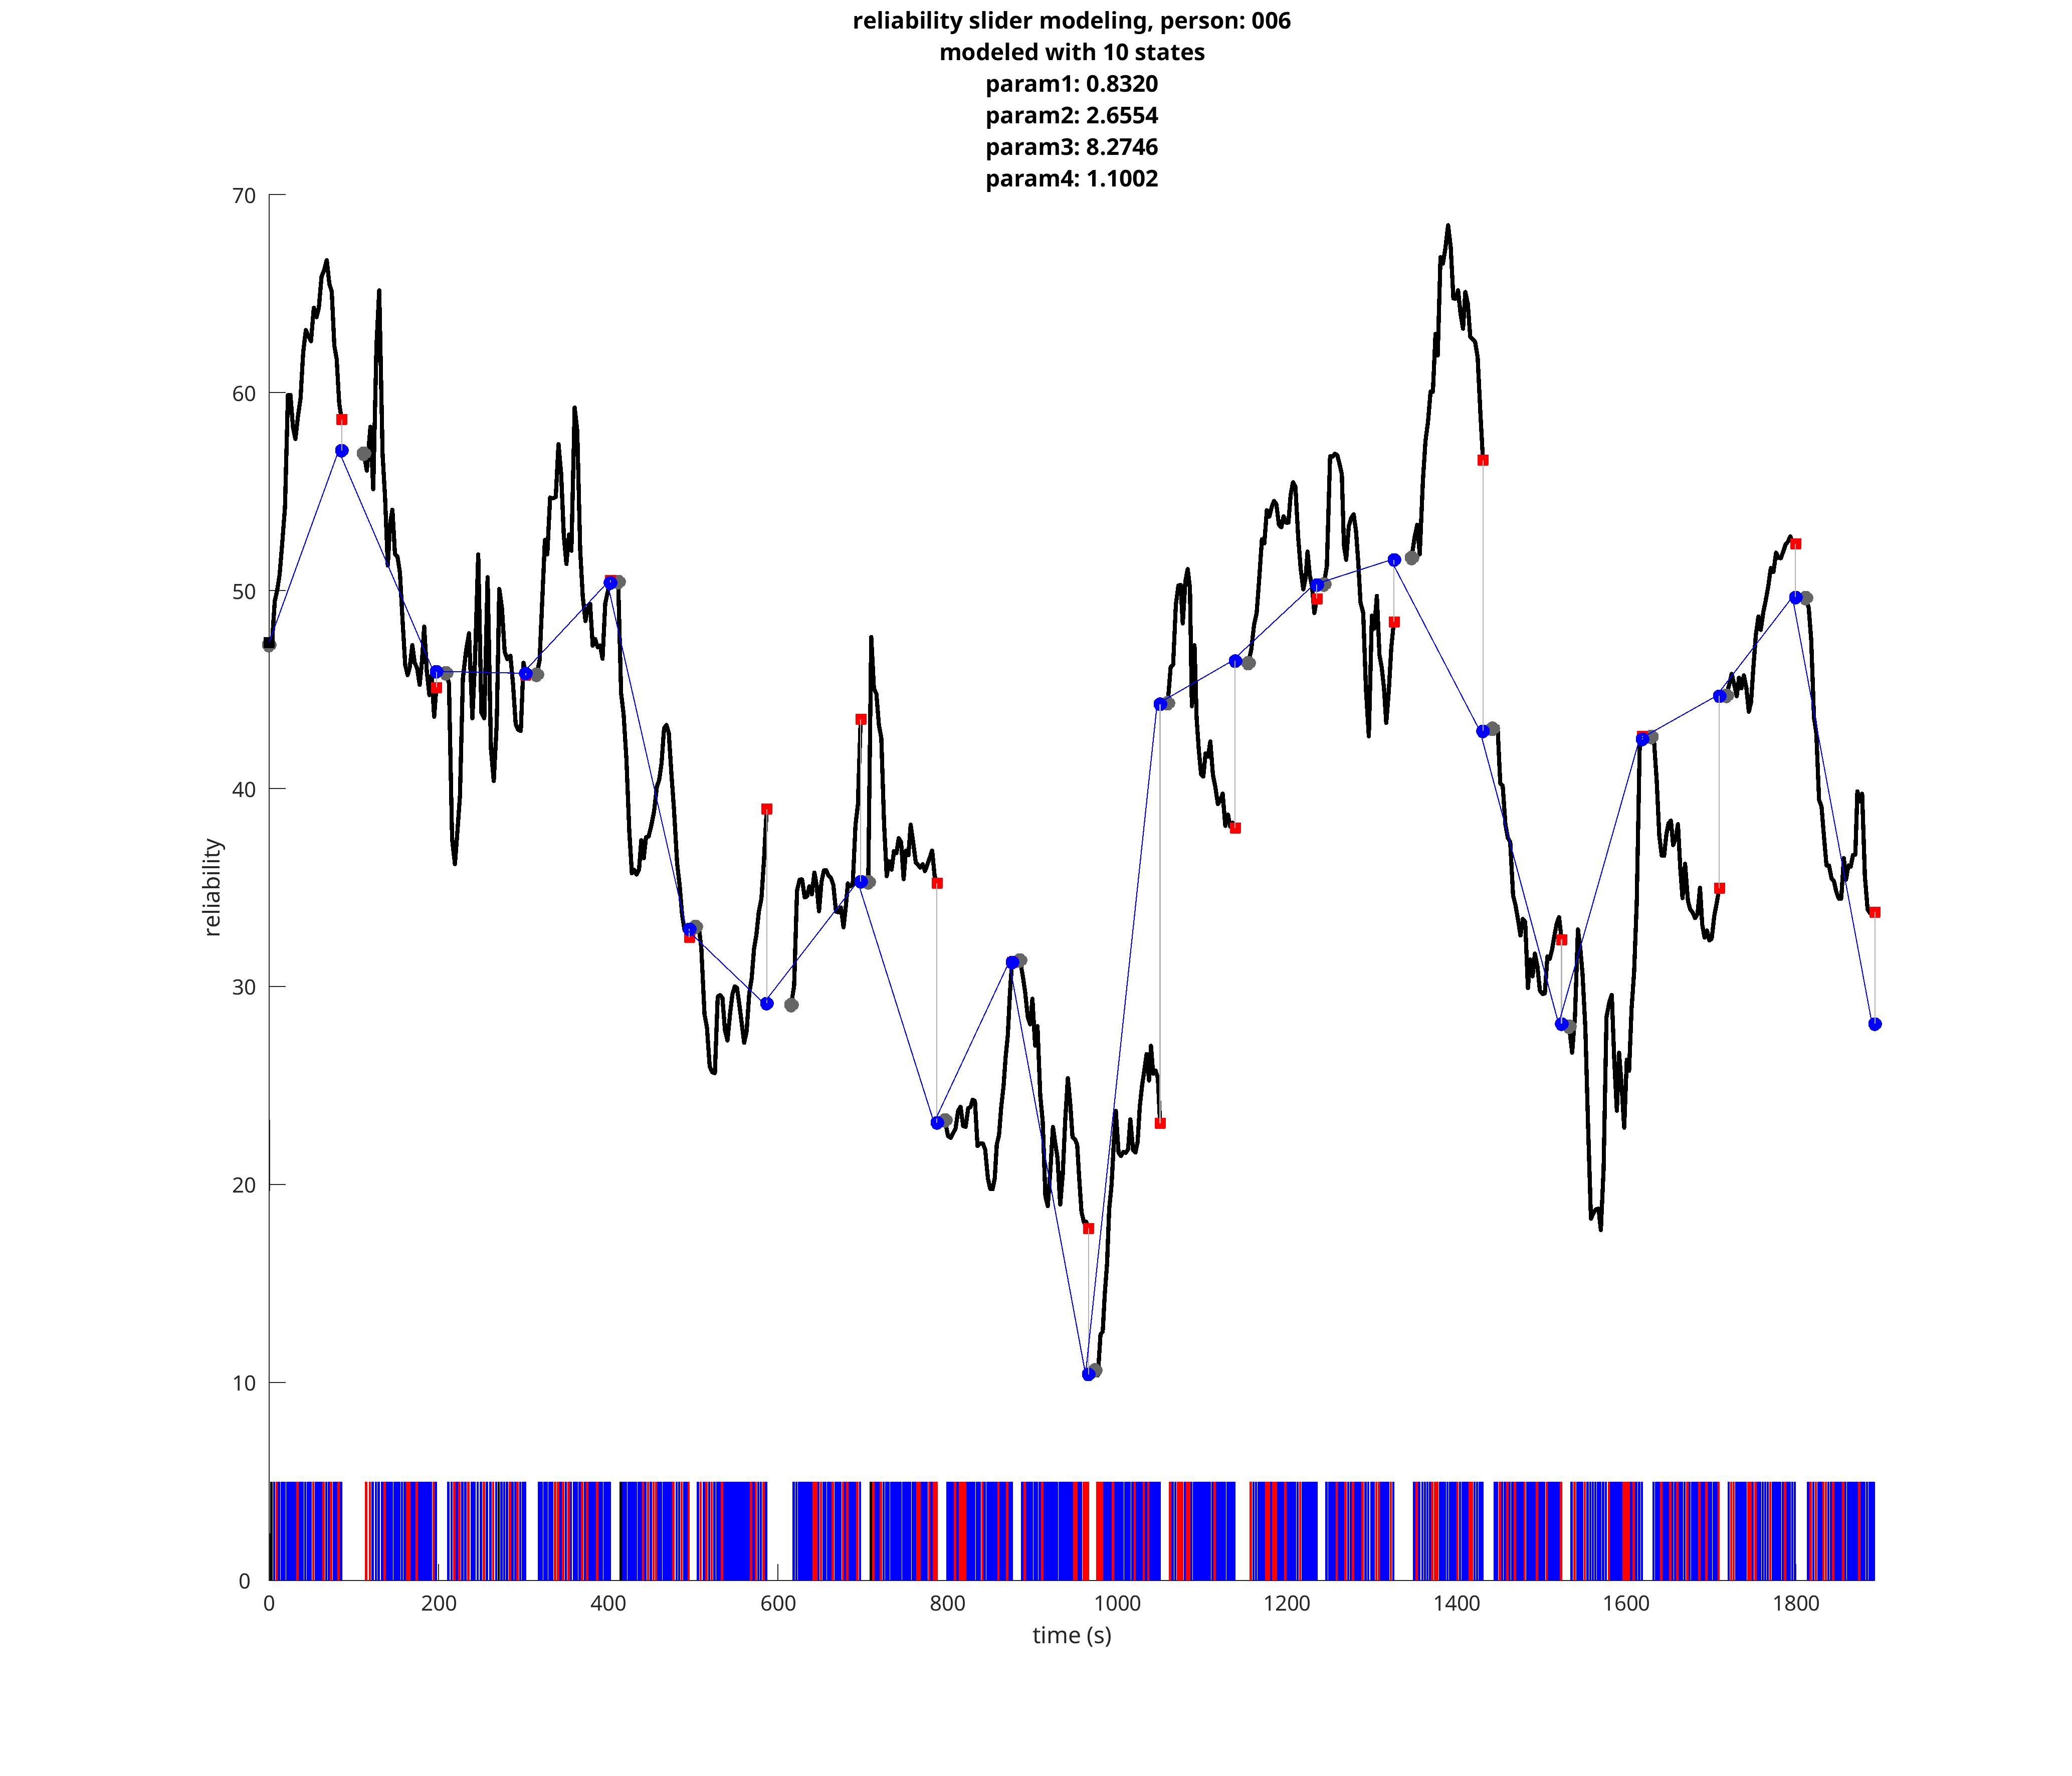 reliability slider modeling, person: 006
modeled with 10 states
param1: 0.8320
param2: 2.6554
param3: 8.2746
param4: 1.1002
70
60
50
40
30
20
10
0
reliability
0 200 400 600 800 1000 1200 1400 1600 1800
time (s)